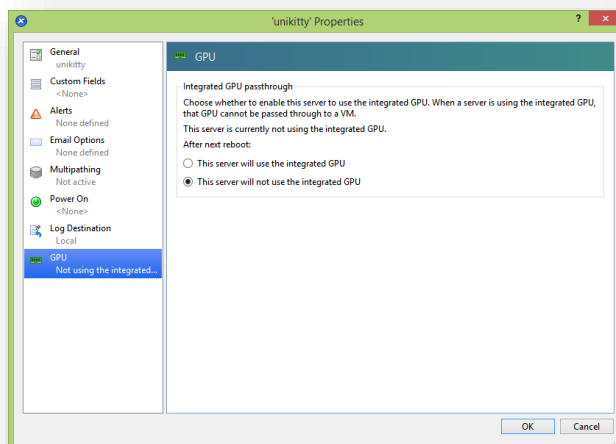 'unikitty' Properties
?
×
General
unikitty
Custom Fields
<None>
Alerts
None defined
Email Options
None defined
Multipathing
Not active
Power On
<None>
Log Destination
Local
GPU
Not using the integrated...
GPU
Integrated GPU passthrough
Choose whether to enable this server to use the integrated GPU. When a server is using the integrated GPU,
that GPU cannot be passed through to a VM.
This server is currently not using the integrated GPU.
After next reboot:
This server will use the integrated GPU
This server will not use the integrated GPU
OK
Cancel